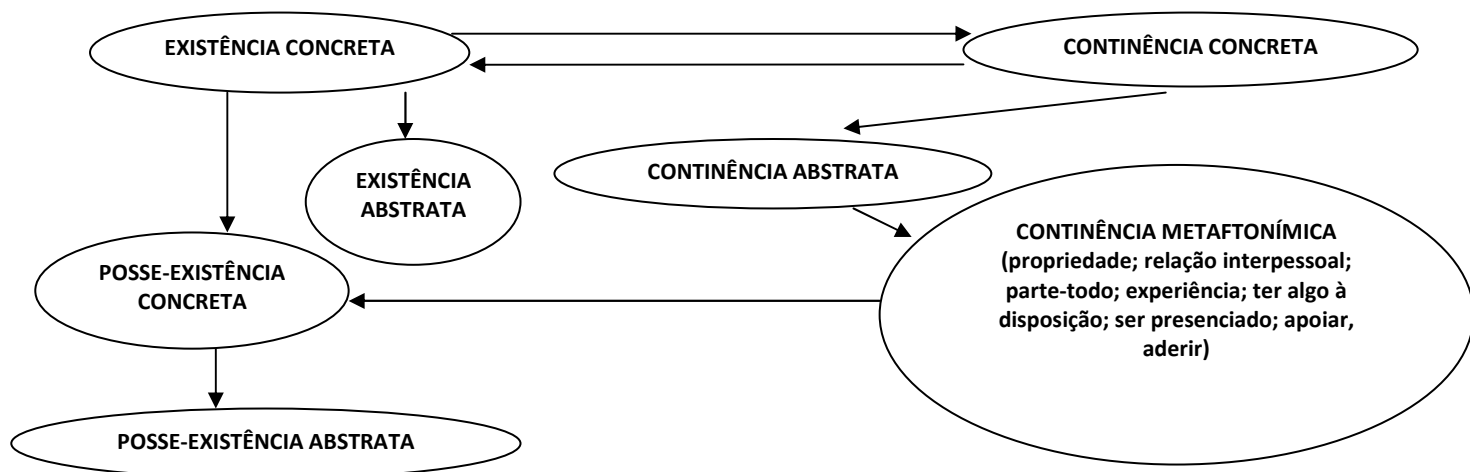 EXISTÊNCIA CONCRETA
CONTINÊNCIA CONCRETA
EXISTÊNCIA
ABSTRATA
CONTINÊNCIA ABSTRATA
CONTINÊNCIA METAFTONÍMICA
(propriedade; relação interpessoal;
parte-todo; experiência; ter algo à
disposição; ser presenciado; apoiar,
aderir)
POSSE-EXISTÊNCIA
CONCRETA
POSSE-EXISTÊNCIA ABSTRATA